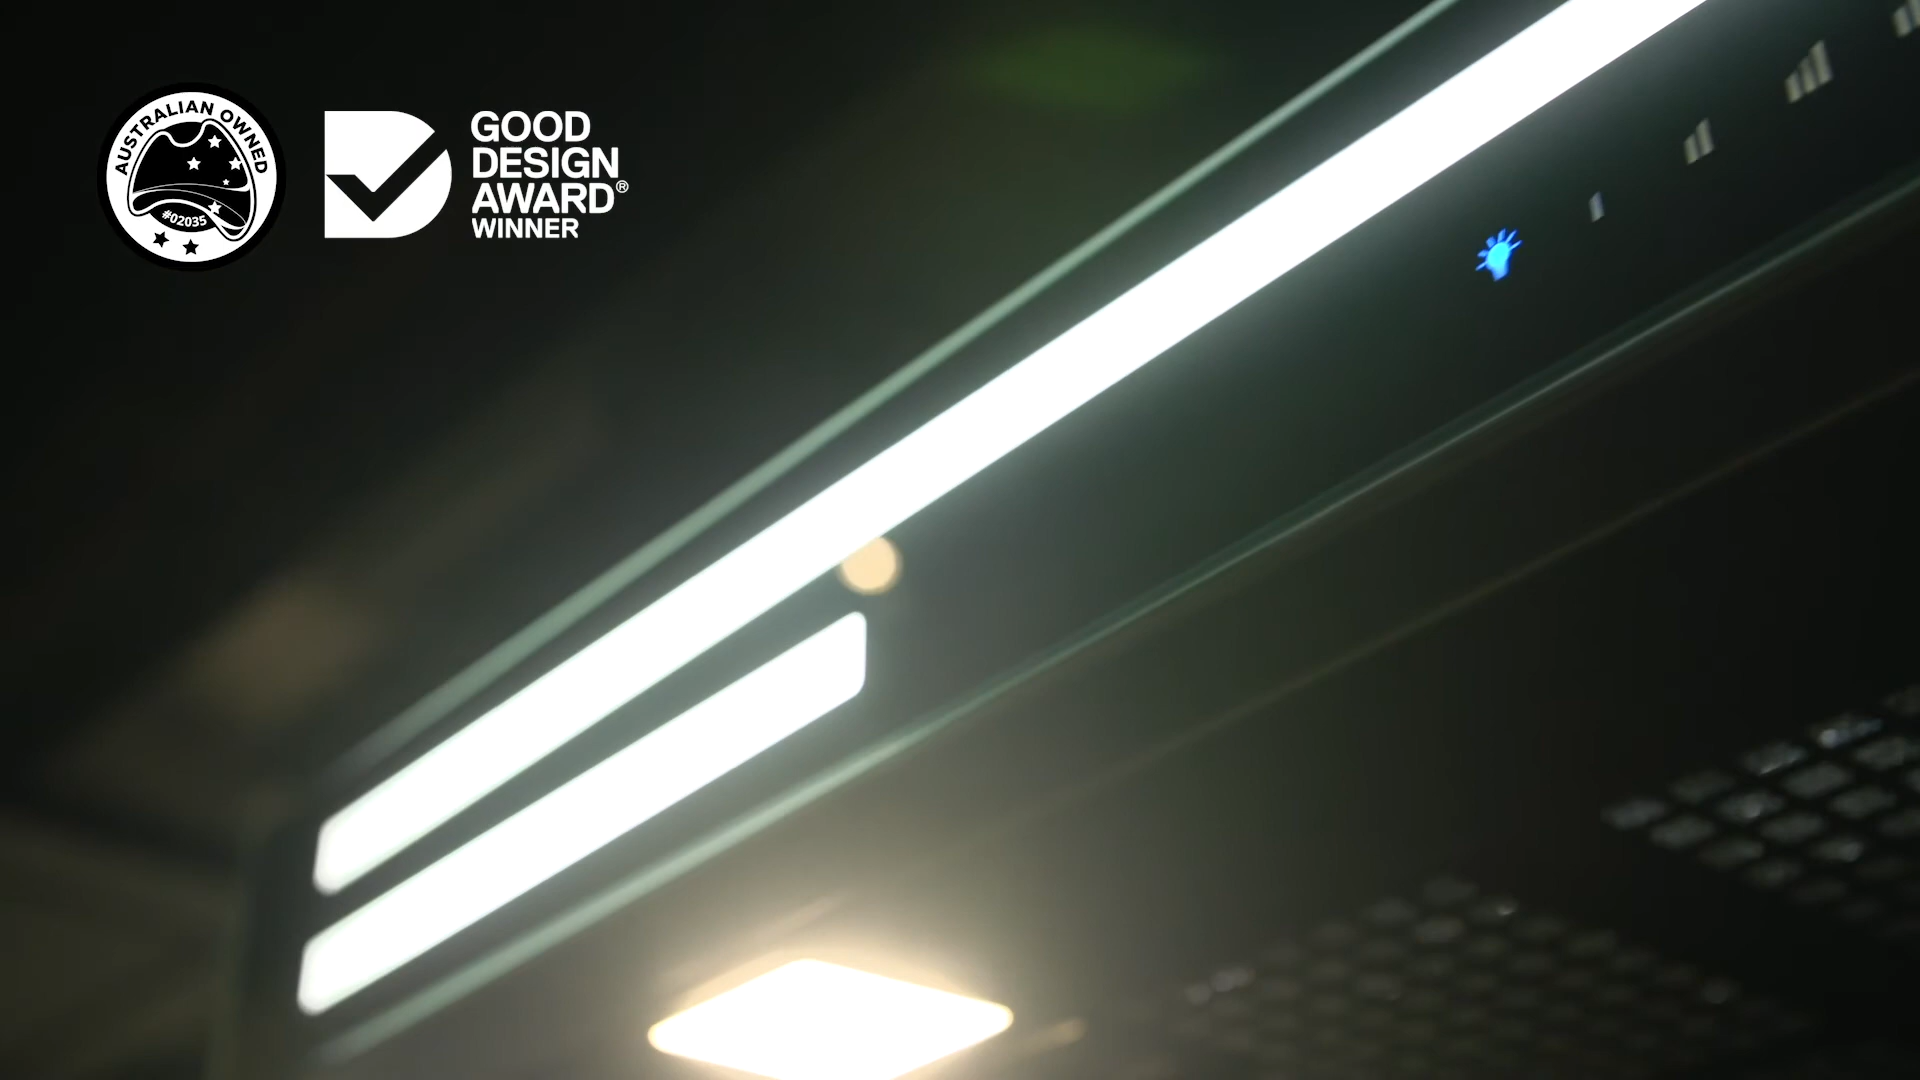 AUSTRALIAN OWNED
#02035
GOOD
DESIGN
AWARD®
WINNER